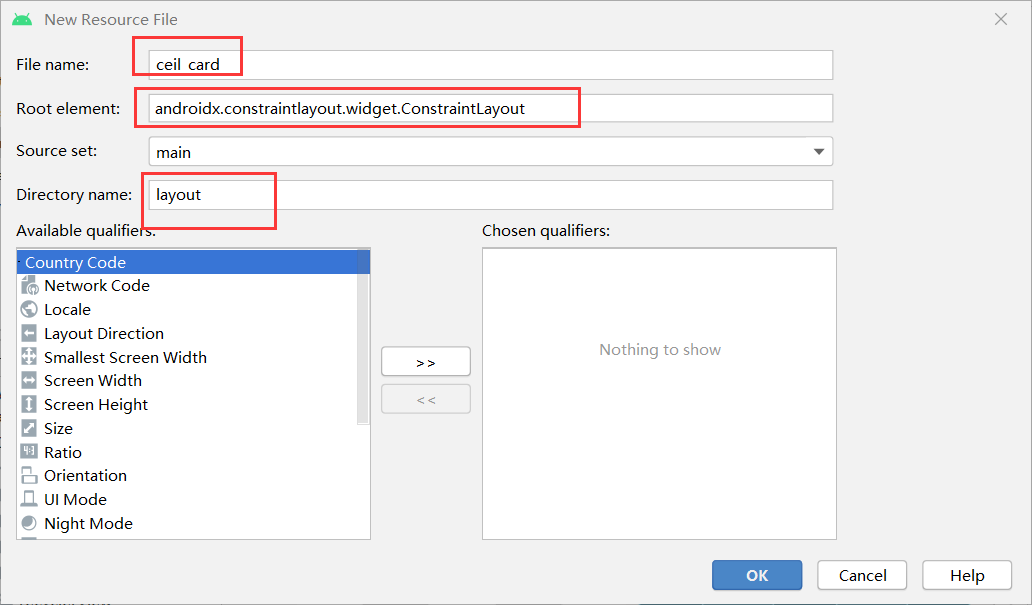 New Resource File
File name:
ceil_card
Root element:
androidx.constraintlayout.widget.ConstraintLayout
Source set:
main
Directory name:
layout
Available qualifiers:
Chosen qualifiers:
Country Code
Network Code
Locale
Layout Direction
Smallest Screen Width
Screen Width
Screen Height
Size
Ratio
Orientation
UI Mode
Night Mode
>>
<<
Nothing to show
OK
Cancel
Help